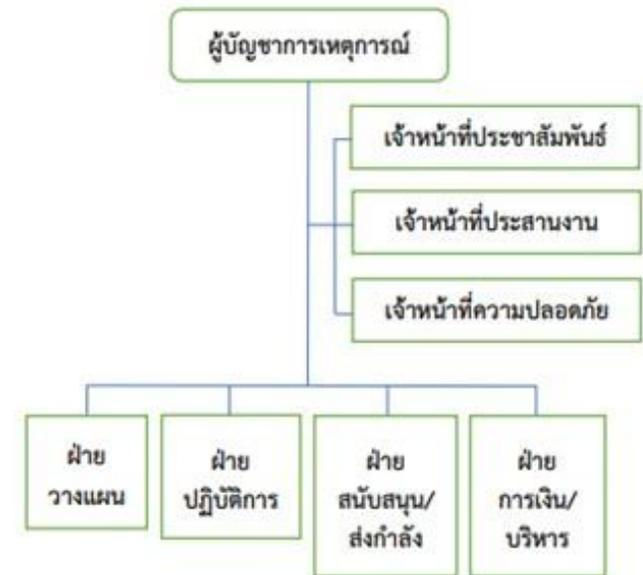 ผู้บัญชาการเหตุการณ์
เจ้าหน้าที่ประชาสัมพันธ์
เจ้าหน้าที่ประสานงาน
เจ้าหน้าที่ความปลอดภัย
ฝ่าย
วางแผน
ฝ่าย
ปฏิบัติการ
ฝ่าย
สนับสนุน/
ส่งกำลัง
ฝ่าย
การเงิน/
บริหาร